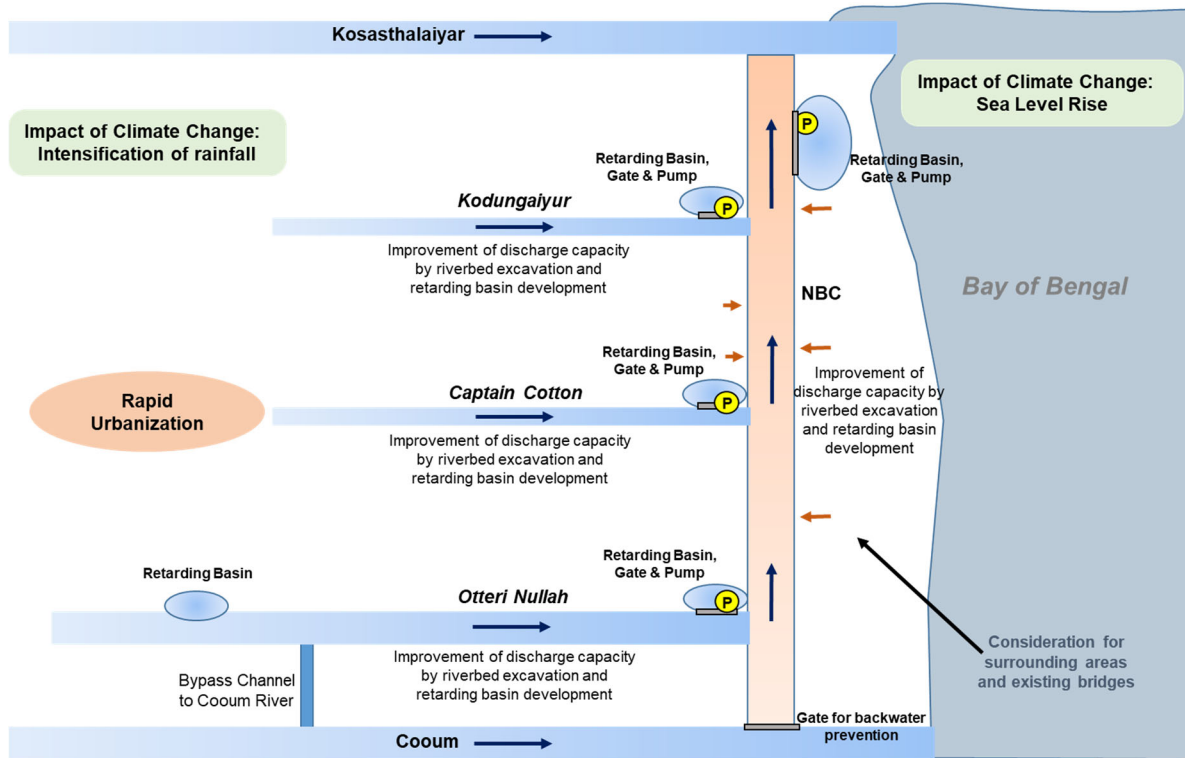 Kosasthalaiyar
Impact of Climate Change:
Sea Level Rise
Impact of Climate Change:
Intensification of rainfall
P
Retarding Basin,
Gate & Pump
Retarding Basin,
Gate & Pump
P
Kodungaiyur
Improvement of discharge capacity
by riverbed excavation and
retarding basin development
NBC
Bay of Bengal
Retarding Basin,
Gate & Pump
P
Rapid
Urbanization
Captain Cotton
Improvement of discharge capacity
by riverbed excavation and
retarding basin development
Improvement of
discharge capacity by
riverbed excavation
and retarding basin
development
Retarding Basin,
Gate & Pump
P
Retarding Basin
Otteri Nullah
Improvement of discharge capacity
by riverbed excavation and
retarding basin development
Bypass Channel
to Cooum River
Consideration for
surrounding areas
and existing bridges
Gate for backwater
prevention
Cooum